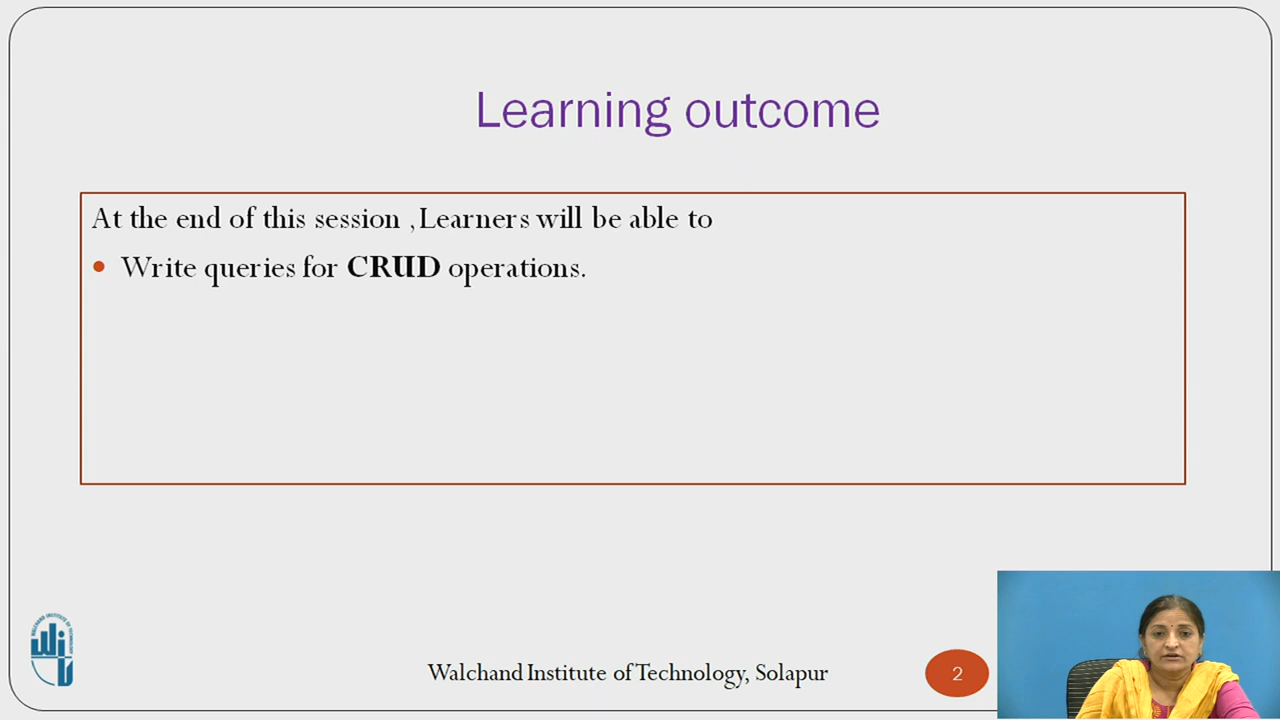 Learning outcome
At the end of this session ,Learners will be able to
Write queries for CRUD operations.
Walchand Institute of Technology, Solapur
2